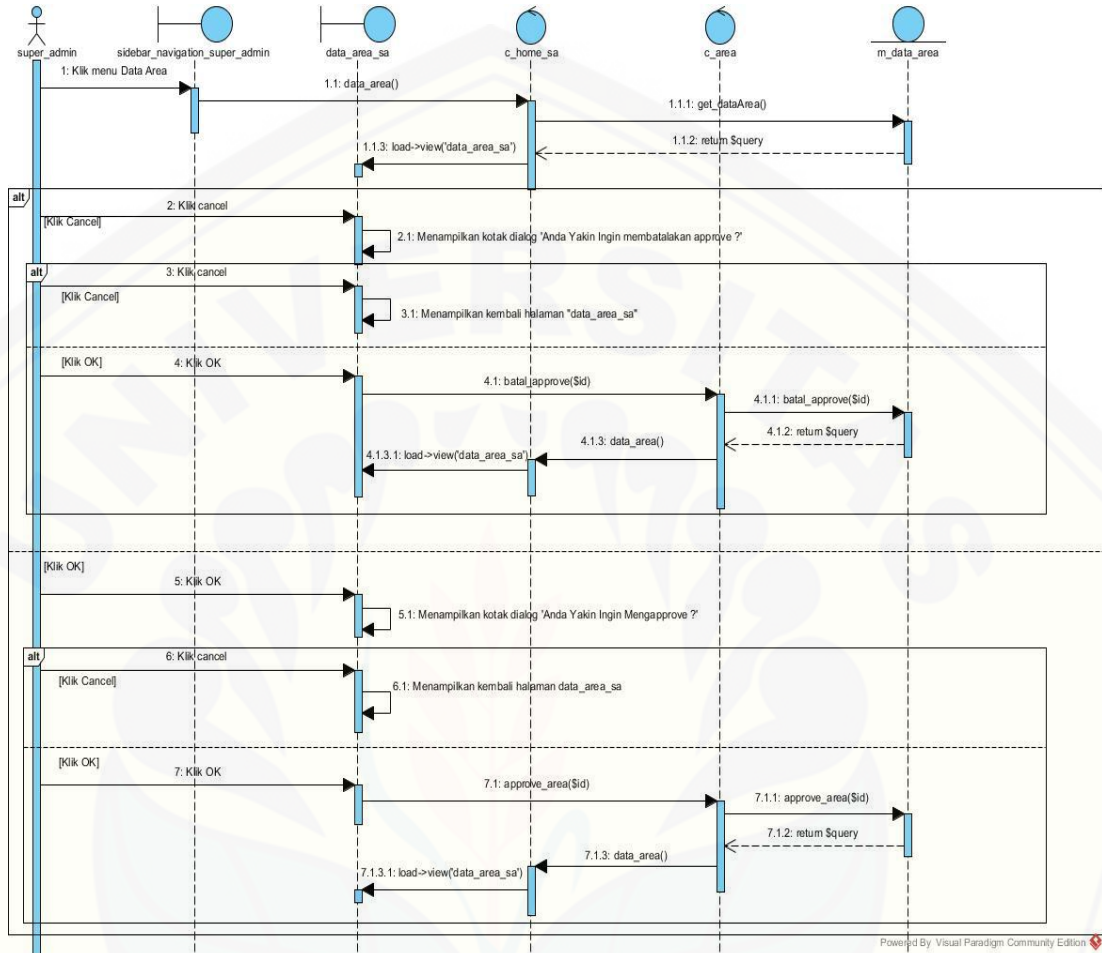 super_admin
sidebar_navigation_super_admin
data_area_sa
c_home_sa
c_area
m_data_area
1: Klik menu Data Area
1.1: data_area()
1.1.1: get_dataArea()
1.1.2: return $query
1.1.3: load->view('data_area_sa')
alt
2: Klik cancel
[Klik Cancel]
2.1: Menampilkan kotak dialog 'Anda Yakin Ingin membatalakan approve ?'
alt
3: Klik cancel
[Klik Cancel]
3.1: Menampilkan kembali halaman "data_area_sa"
[Klik OK]
4: Klik OK
4.1: batal_approve($id)
4.1.1: batal_approve($id)
4.1.2: return $query
4.1.3: data_area()
4.1.3.1: load->view('data_area_sa')
[Klik OK]
5: Klik OK
5.1: Menampilkan kotak dialog 'Anda Yakin Ingin Mengapprove ?'
alt
6: Klik cancel
[Klik Cancel]
6.1: Menampilkan kembali halaman data_area_sa
[Klik OK]
7: Klik OK
7.1: approve_area($id)
7.1.1: approve_area($id)
7.1.2: return $query
7.1.3: data_area()
7.1.3.1: load->view('data_area_sa')
UNIVERSITAS
Powered By Visual Paradigm Community Edition